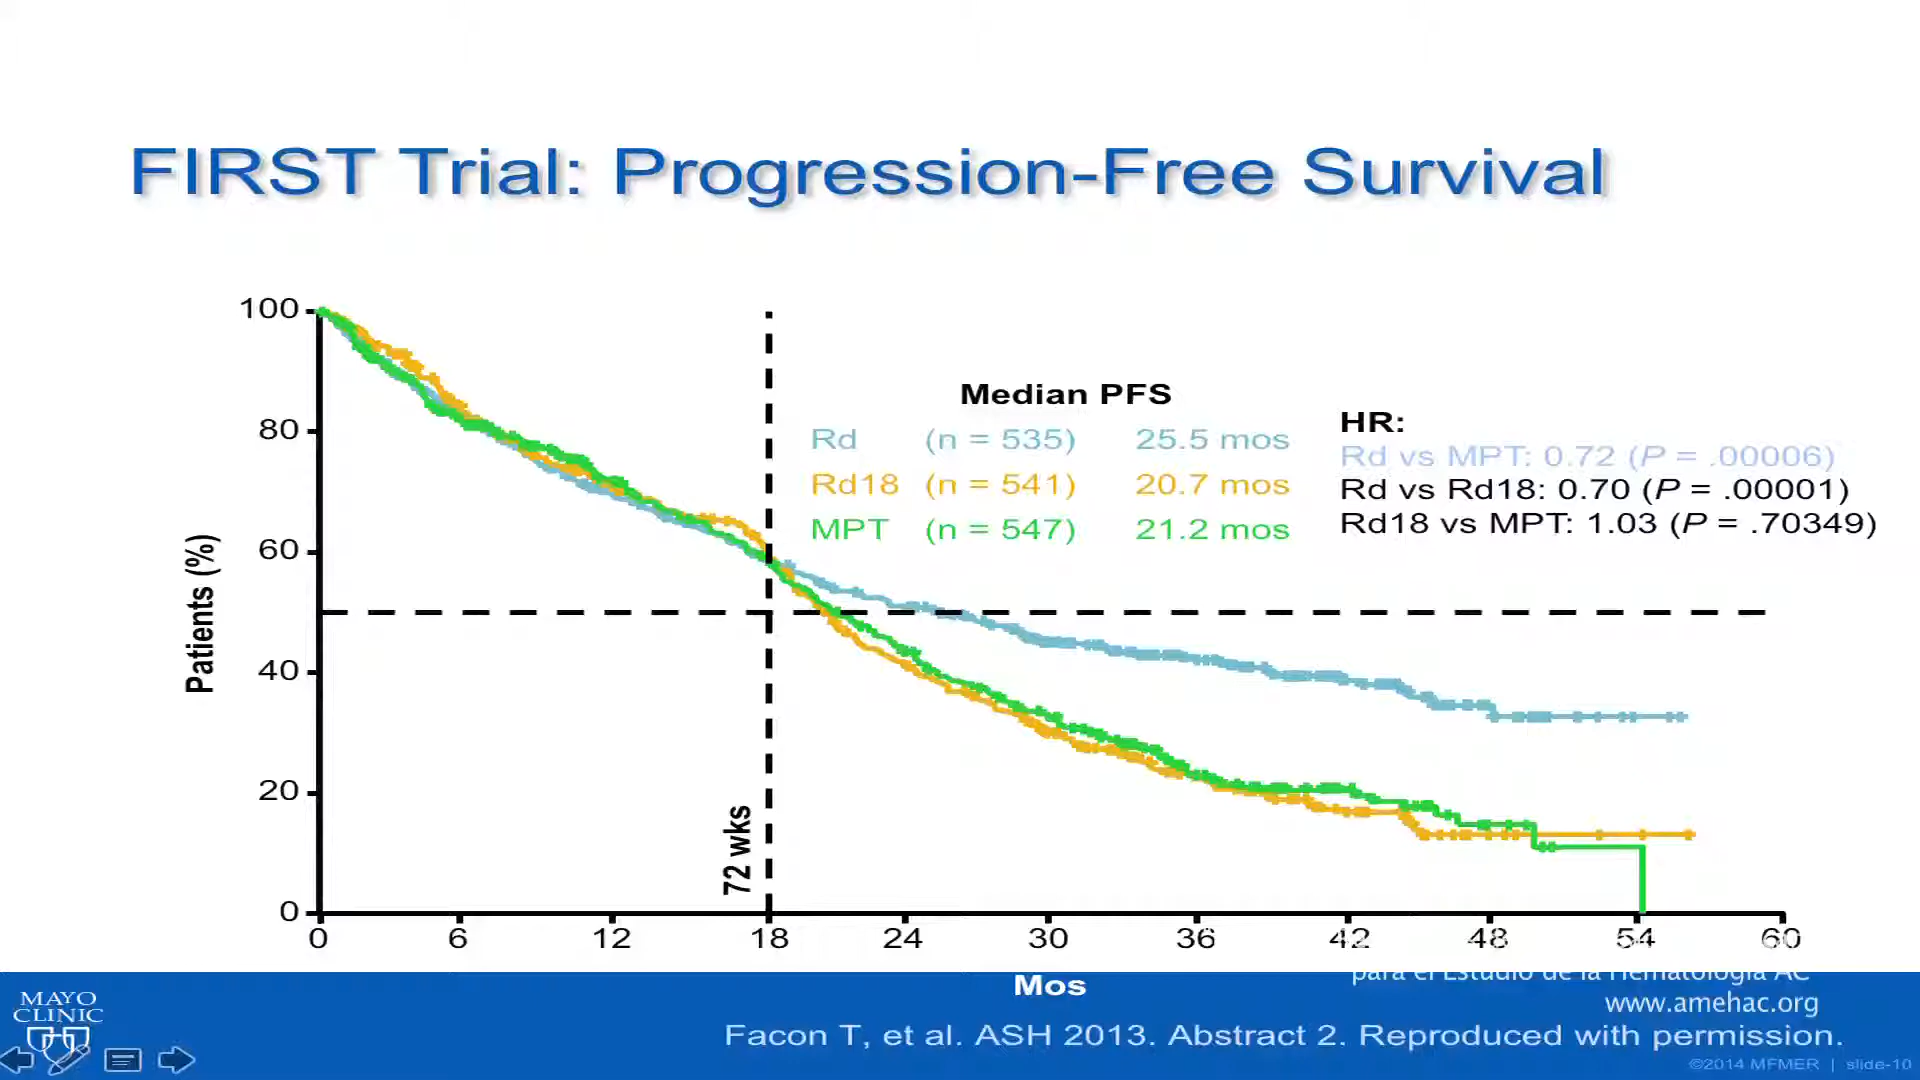 FIRST Trial: Progression-Free Survival
100
80
60
40
20
0
Patients (%)
72 wks
Median PFS
Rd (n = 535) 25.5 mos
Rd18 (n = 541) 20.7 mos
MPT (n = 547) 21.2 mos
HR:
Rd vs MPT: 0.72 (P = .00006)
Rd vs Rd18: 0.70 (P = .00001)
Rd18 vs MPT: 1.03 (P = .70349)
0 6 12 18 24 30 36 42 48 54 60
Mos
para el Estudio de la Hematología AC
www.amehac.org
MAYO
CLINIC
Facon T, et al. ASH 2013. Abstract 2. Reproduced with permission.
©2014 MFMER | slide-10